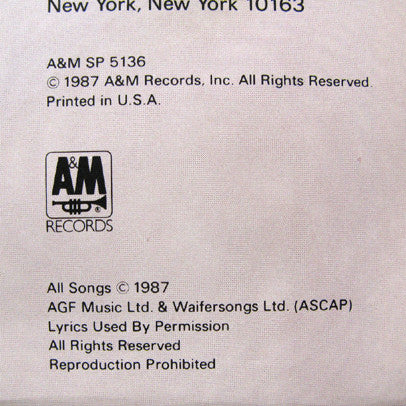 New York, New York 10163
A&M SP 5136
© 1987 A&M Records, Inc. All Rights Reserved.
Printed in U.S.A.
A&M
®
RECORDS
All Songs © 1987
AGF Music Ltd. & Waifersongs Ltd. (ASCAP)
Lyrics Used By Permission
All Rights Reserved
Reproduction Prohibited